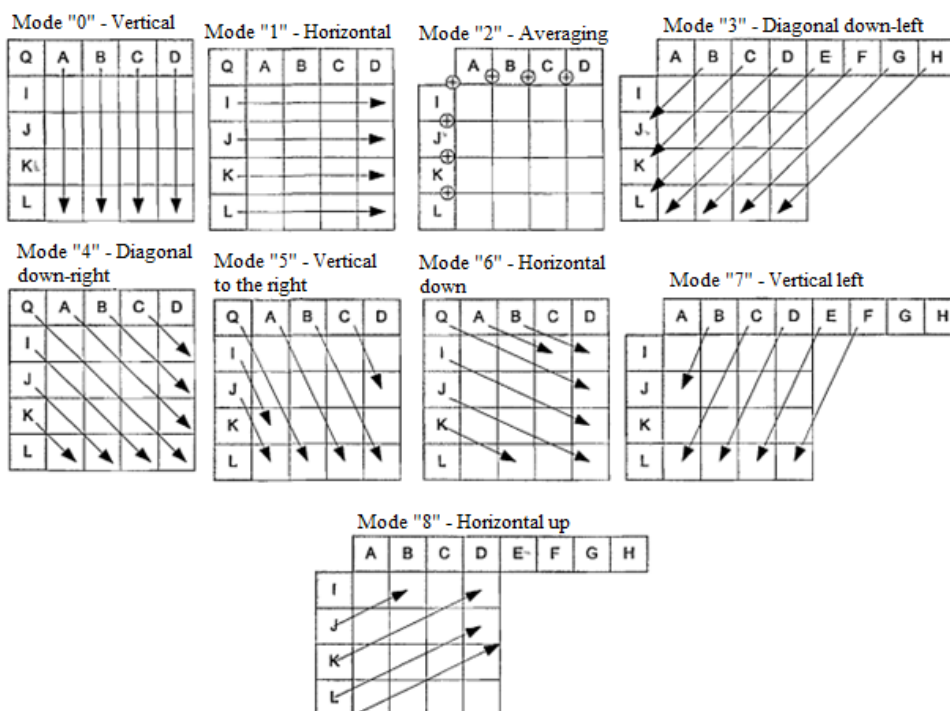 Mode "0" - Vertical
Q A B C D
I
J
K
L
Mode "1" - Horizontal
Q A B C D
I
J
K
L
Mode "2" - Averaging
A B C D
I
J
K
L
Mode "3" - Diagonal down-left
A B C D E F G H
I
J
K
L
Mode "4" - Diagonal
down-right
Q A B C D
I
J
K
L
Mode "5" - Vertical
to the right
Q A B C D
I
J
K
L
Mode "6" - Horizontal
down
Q A B C D
I
J
K
L
Mode "7" - Vertical left
A B C D E F G H
I
J
K
L
Mode "8" - Horizontal up
A B C D E F G H
I
J
K
L